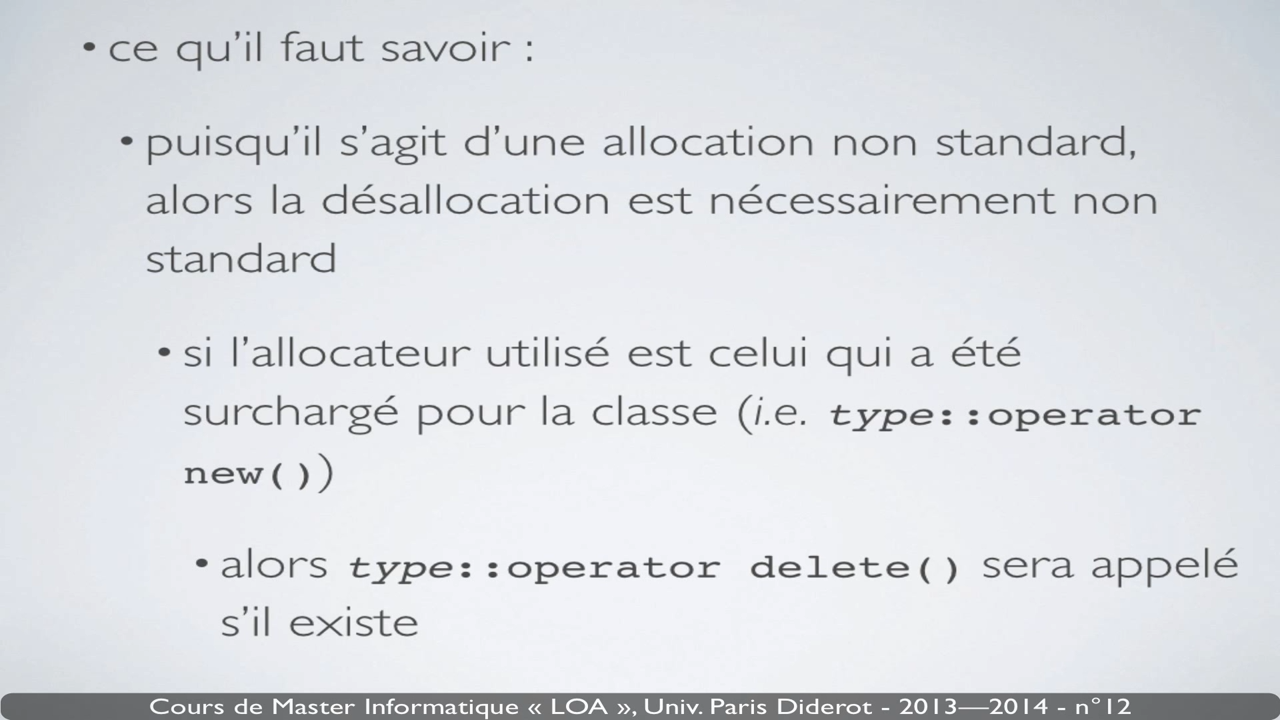 • ce qu’il faut savoir :
• puisqu’il s’agit d’une allocation non standard,
alors la désallocation est nécessairement non
standard
• si l’allocateur utilisé est celui qui a été
surchargé pour la classe (i.e. type::operator
new())
• alors type::operator delete() sera appelé
s’il existe
Cours de Master Informatique « LOA », Univ. Paris Diderot - 2013—2014 - n°12